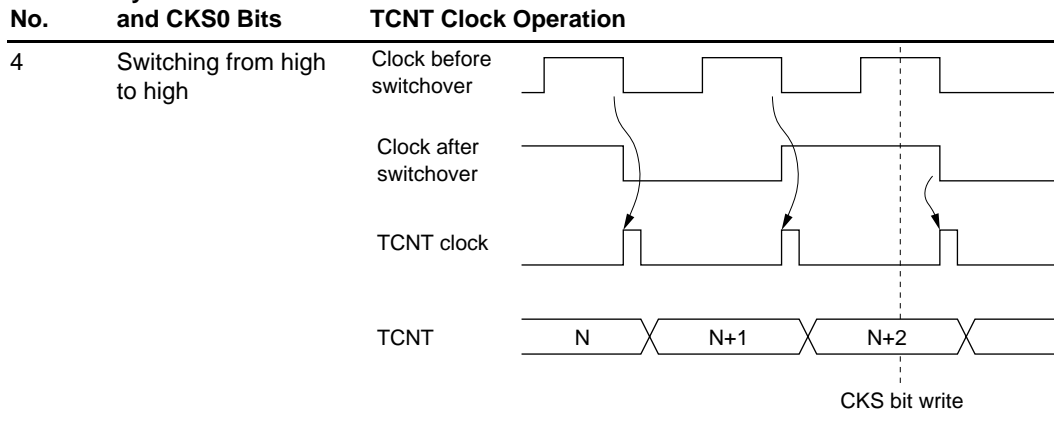 No. and CKS0 Bits TCNT Clock Operation
4 Switching from high to high
Clock before
switchover
Clock after
switchover
TCNT clock
TCNT N N+1 N+2
CKS bit write